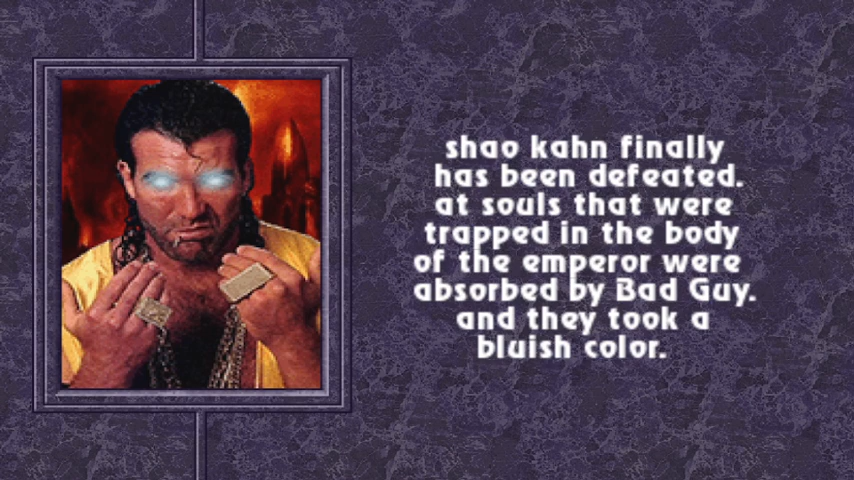 shao kahn finally
has been defeated.
at souls that were
trapped in the body
of the emperor were
absorbed by Bad Guy.
and they took a
bluish color.